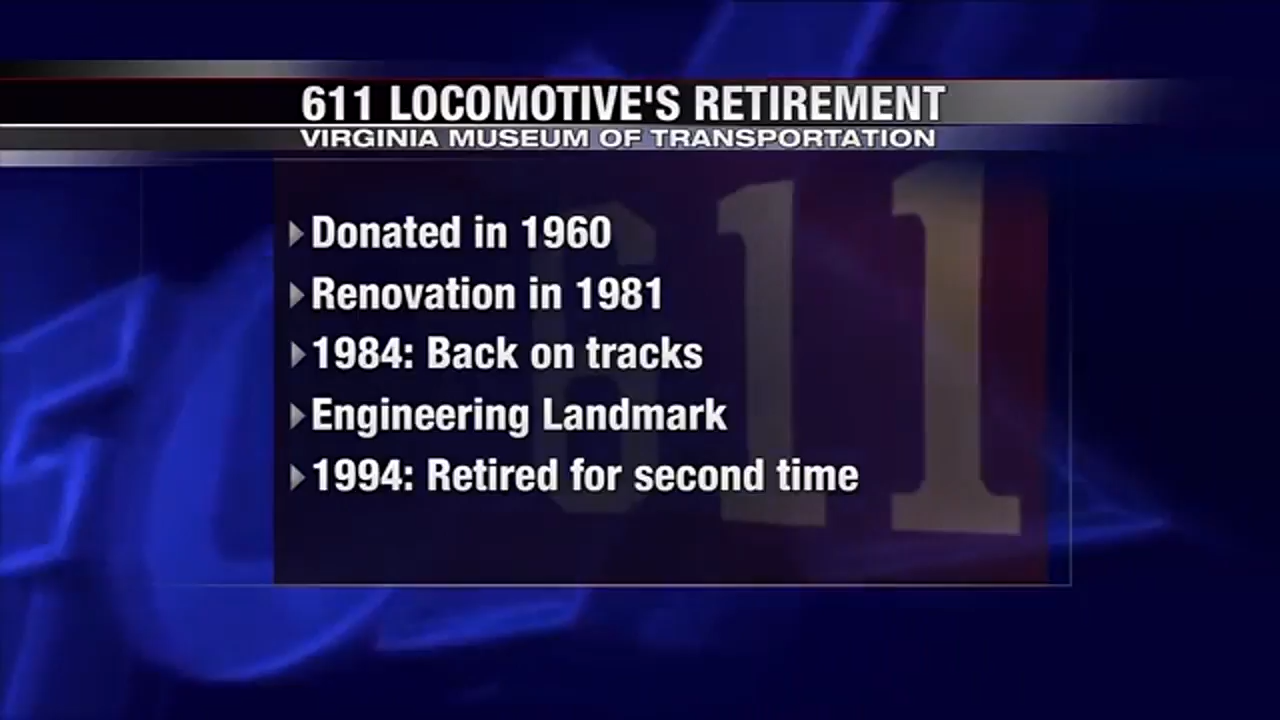 611 LOCOMOTIVE'S RETIREMENT
VIRGINIA MUSEUM OF TRANSPORTATION
Donated in 1960
Renovation in 1981
1984: Back on tracks
Engineering Landmark
1994: Retired for second time
611